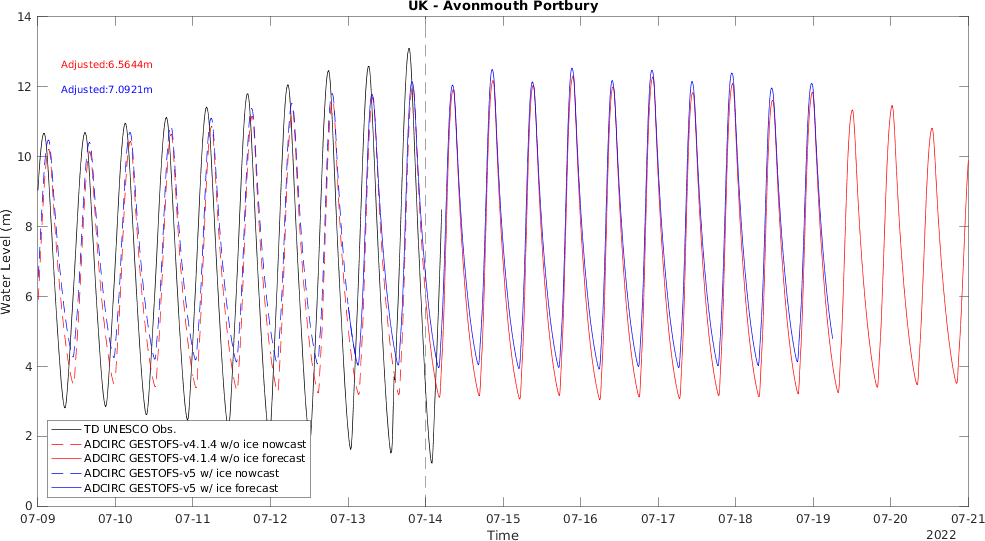 UK - Avonmouth Portbury
14
12
10
8
6
4
2
0
Water Level (m)
Adjusted:6.5644m
Adjusted:7.0921m
TD UNESCO Obs.
ADCIRC GESTOFS-v4.1.4 w/o ice nowcast
ADCIRC GESTOFS-v4.1.4 w/o ice forecast
ADCIRC GESTOFS-v5 w/ ice nowcast
ADCIRC GESTOFS-v5 w/ ice forecast
07-09 07-10 07-11 07-12 07-13 07-14 07-15 07-16 07-17 07-18 07-19 07-20 07-21
Time
2022